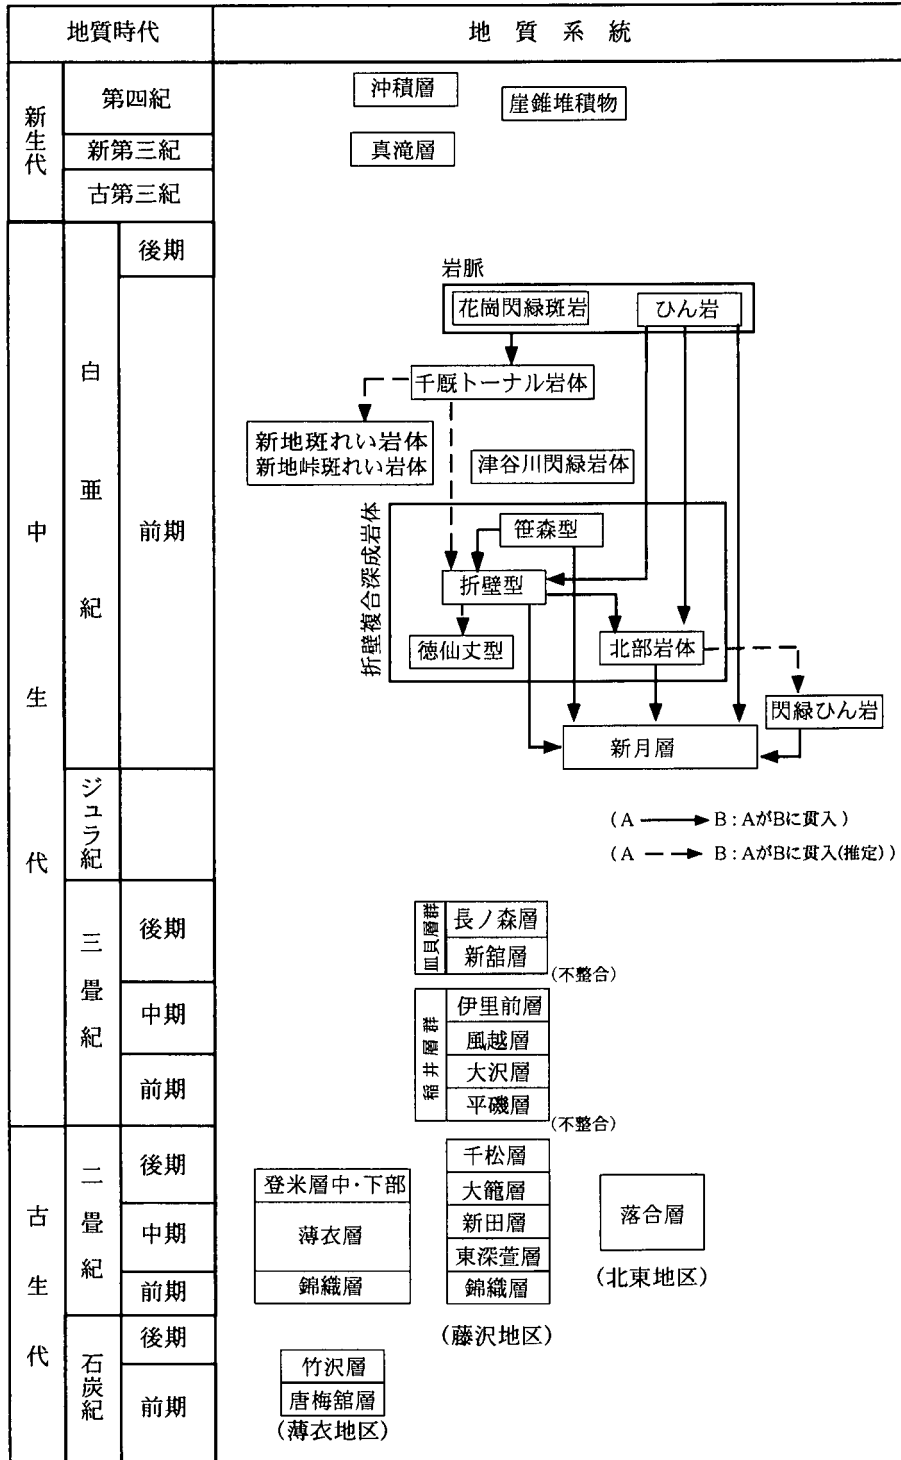 地質時代
地質系統
新生代
第四紀
沖積層
崖錐堆積物
新第三紀
真滝層
古第三紀
中生代
白亜紀
後期
前期
岩脈
花崗閃緑斑岩
ひん岩
千厩トーナル岩体
新地斑れい岩体
新地峠斑れい岩体
津谷川閃緑岩体
折壁複合深成岩体
笹森型
折壁型
徳仙丈型
北部岩体
閃緑ひん岩
新月層
(A → B : AがBに貫入)
(A --→ B : AがBに貫入(推定))
ジュラ紀
三畳紀
後期
中期
前期
皿貝層群
長ノ森層
新舘層
(不整合)
稲井層群
伊里前層
風越層
大沢層
平磯層
(不整合)
古生代
二畳紀
後期
中期
前期
登米層中・下部
薄衣層
錦織層
千松層
大籠層
新田層
東深萱層
錦織層
(藤沢地区)
落合層
(北東地区)
石炭紀
後期
前期
竹沢層
唐梅舘層
(薄衣地区)